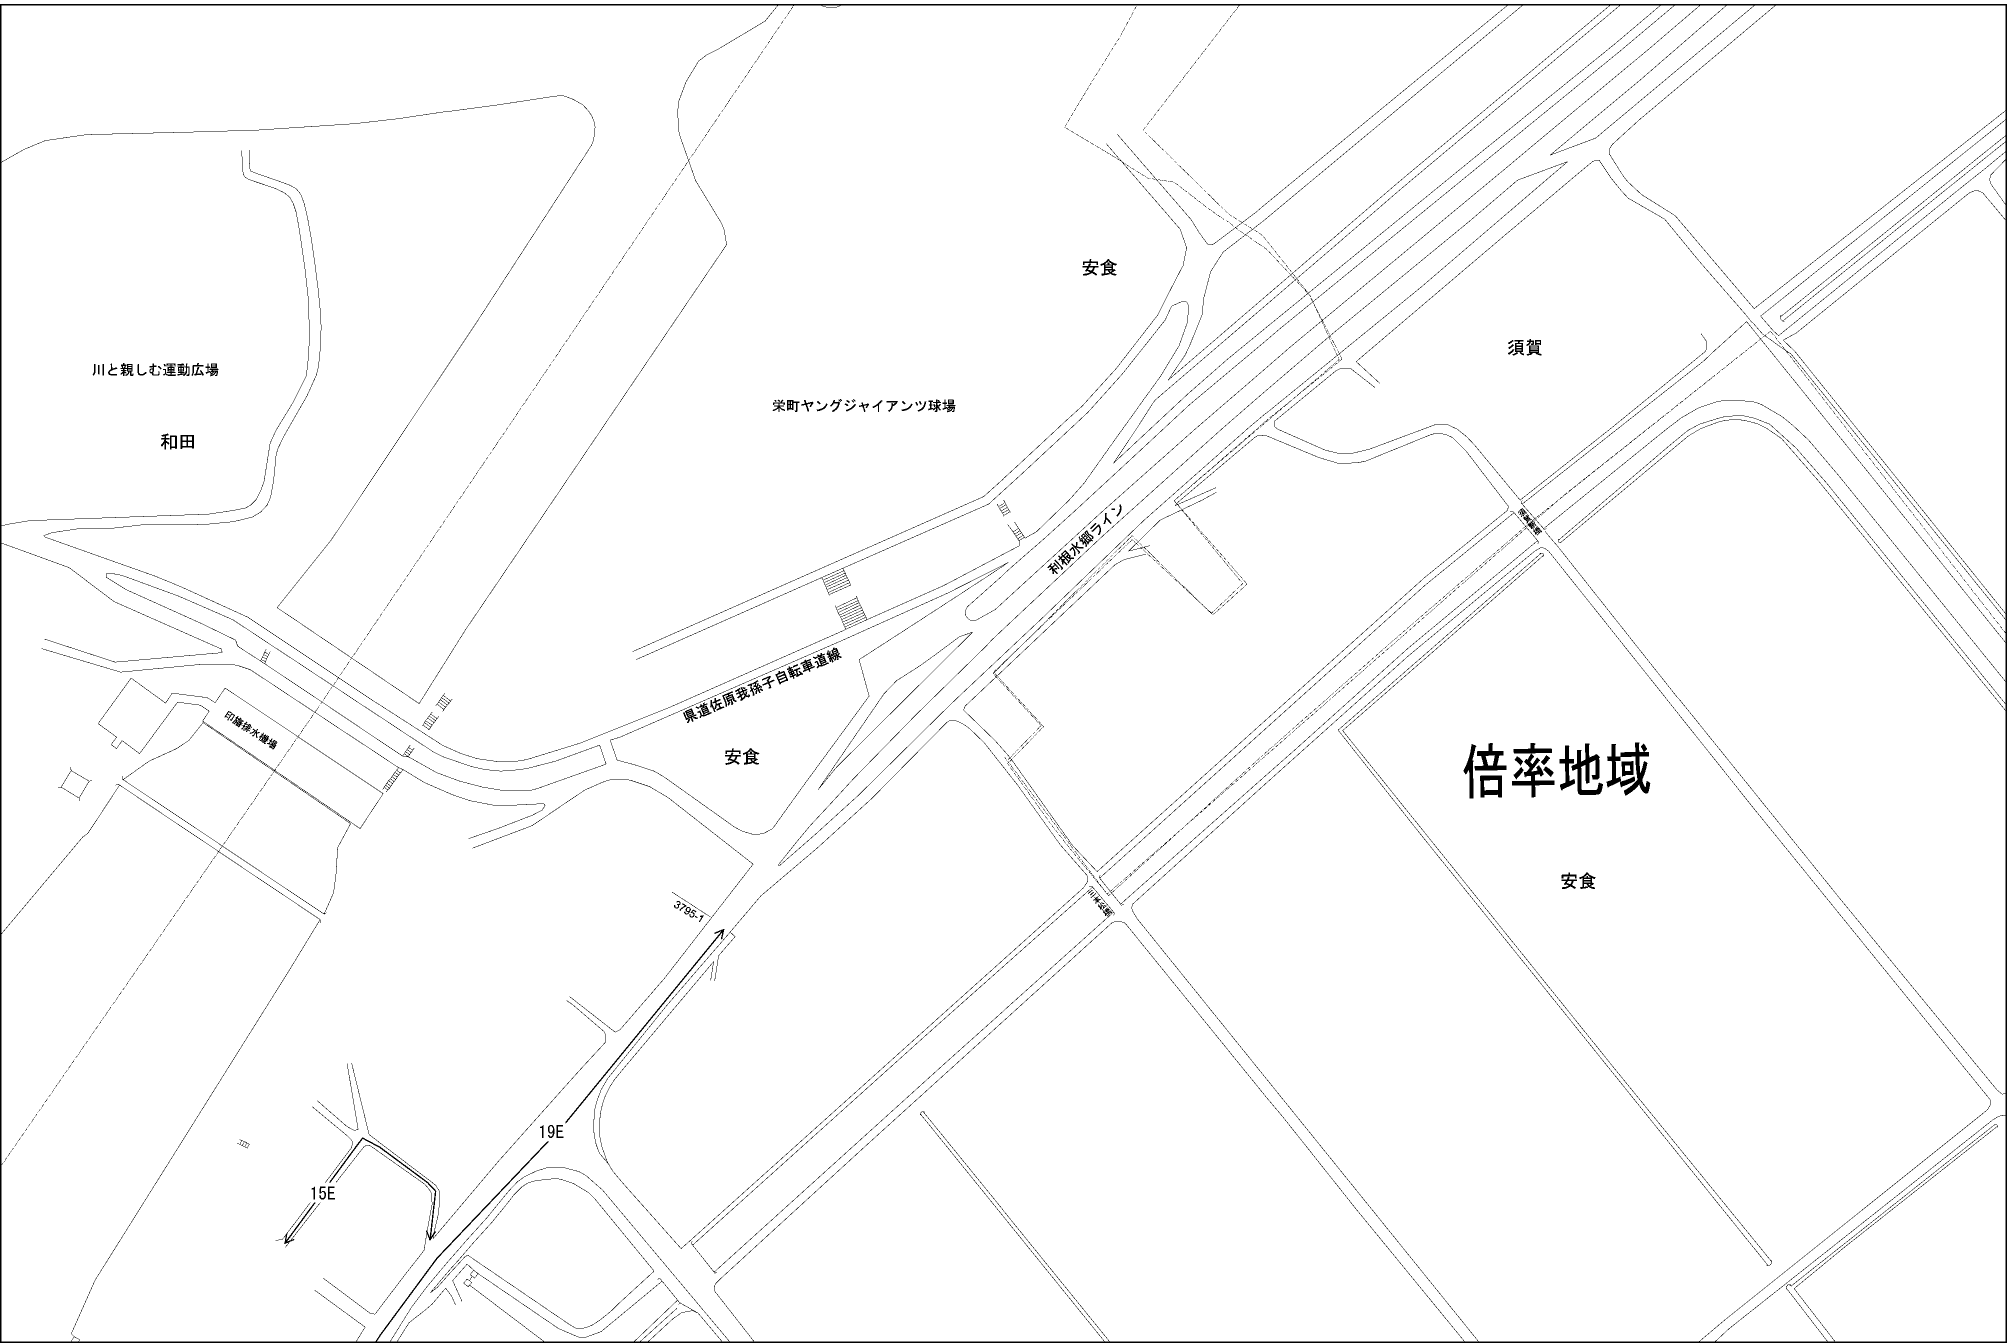 安食
須賀
川と親しむ運動広場
栄町ヤングジャイアンツ球場
和田
利根水郷ライン
県道佐原我孫子自転車道線
印旛排水機場
安食
倍率地域
安食
3795-1
19E
15E